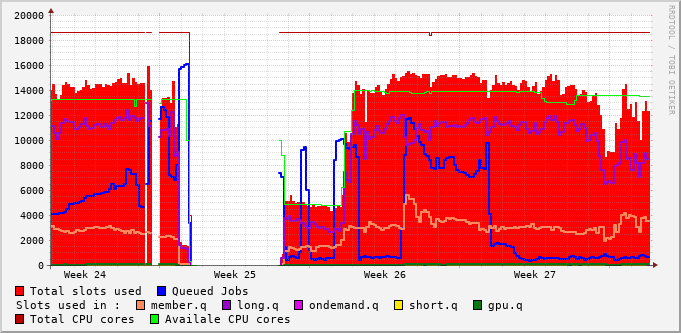 20000
18000
16000
14000
12000
10000
8000
6000
4000
2000
0
Week 24 Week 25 Week 26 Week 27
RRDTOOL / TOBI OETIKER
Total slots used Queued Jobs
Slots used in : member.q long.q ondemand.q short.q gpu.q
Total CPU cores Availale CPU cores